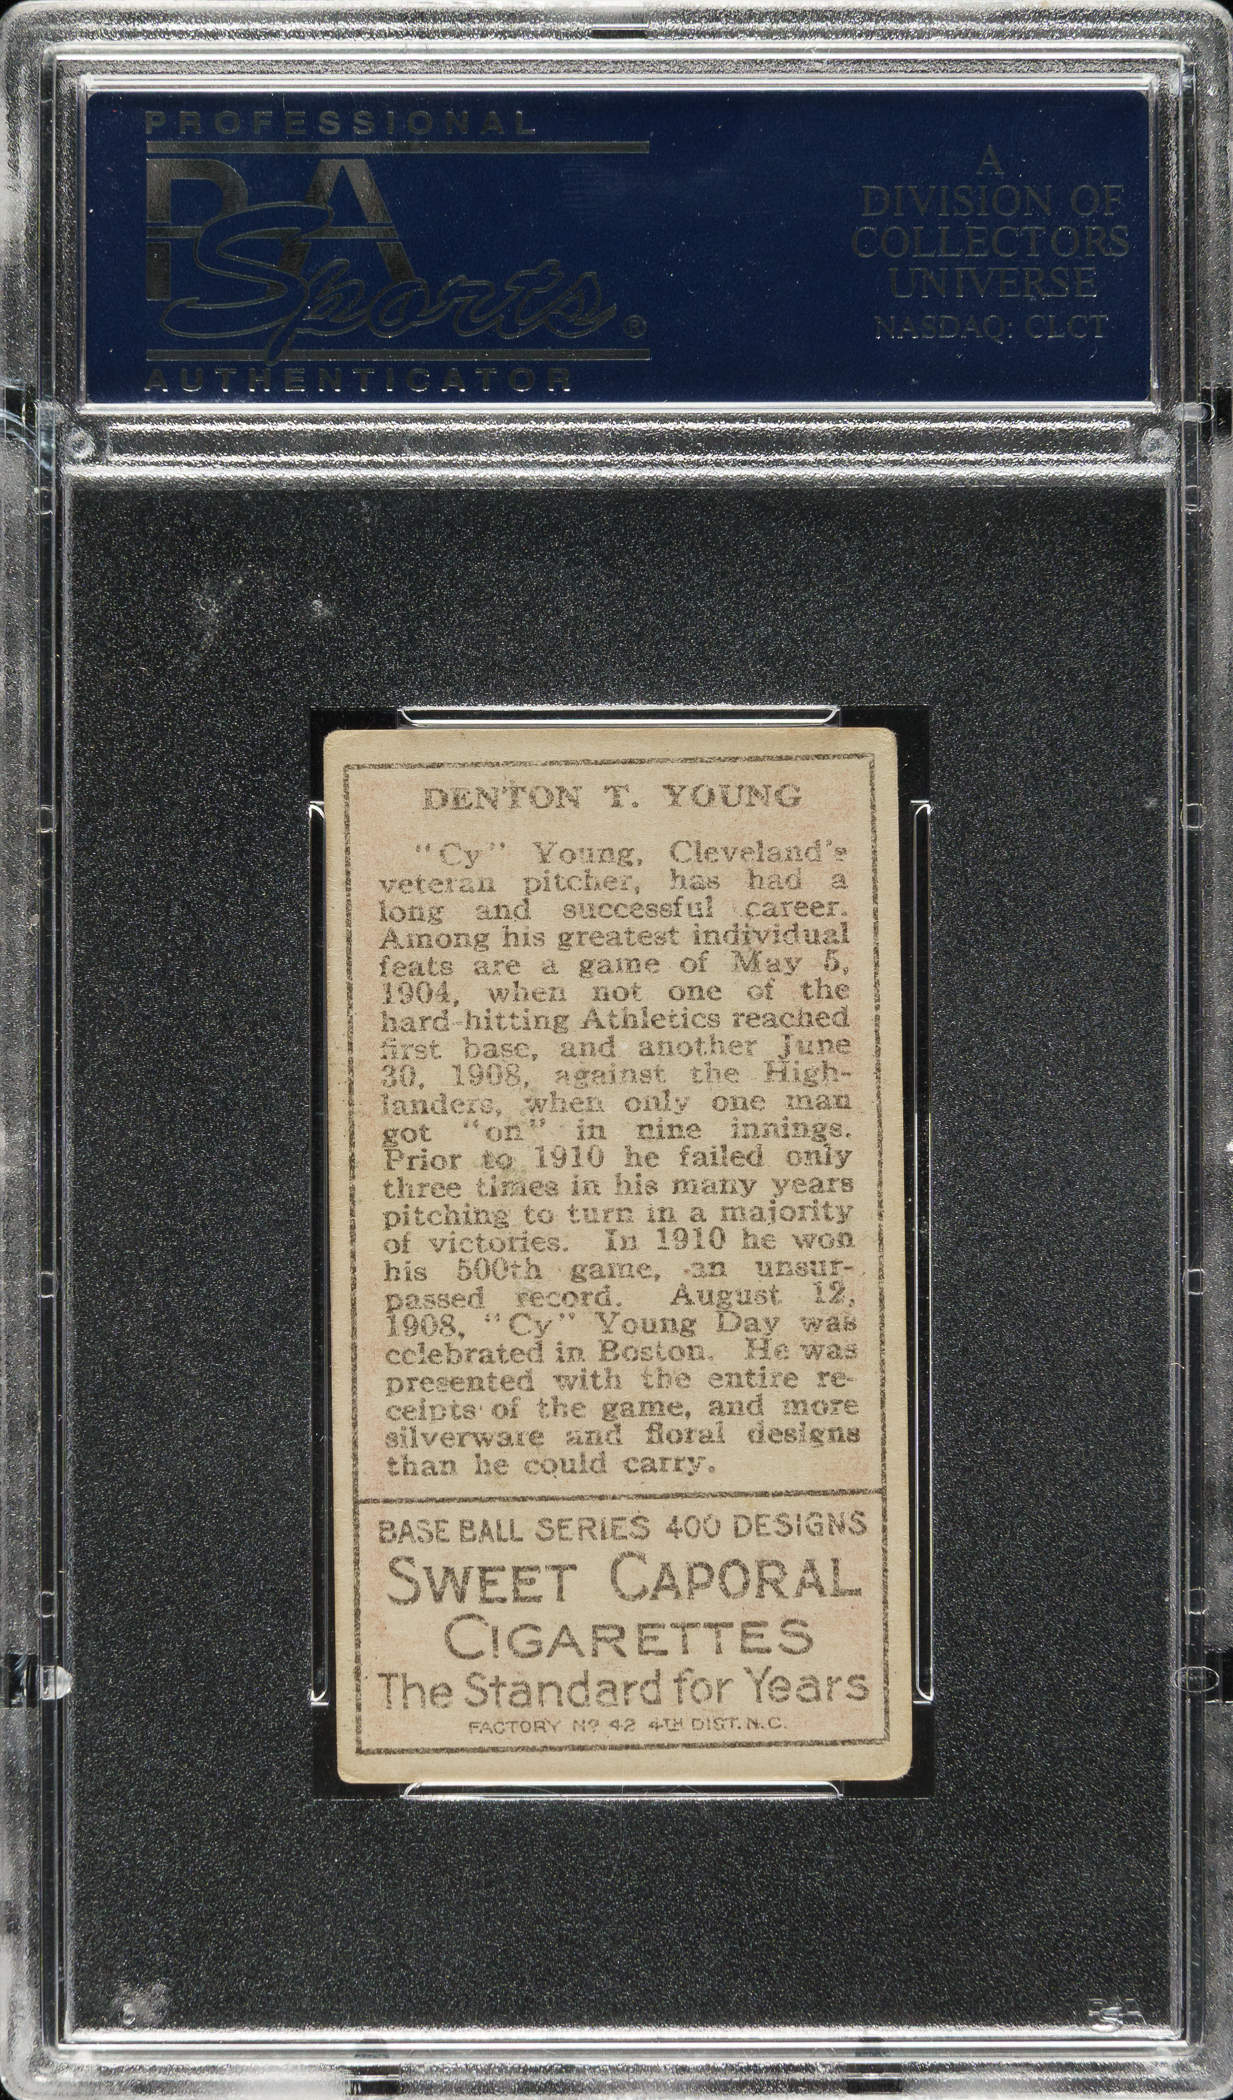 PROFESSIONAL
PSA
Sports®
AUTHENTICATOR
A
DIVISION OF
COLLECTORS
UNIVERSE
NASDAQ: CLCT
DENTON T. YOUNG
"Cy" Young, Cleveland's
veteran pitcher, has had a
long and successful career.
Among his greatest individual
feats are a game of May 5,
1904, when not one of the
hard-hitting Athletics reached
first base, and another June
30, 1908, against the High-
landers, when only one man
got "on" in nine innings.
Prior to 1910 he failed only
three times in his many years
pitching to turn in a majority
of victories. In 1910 he won
his 500th game, an unsur-
passed record. August 12,
1908, "Cy" Young Day was
celebrated in Boston. He was
presented with the entire re-
ceipts of the game, and more
silverware and floral designs
than he could carry.
BASE BALL SERIES 400 DESIGNS
SWEET CAPORAL
CIGARETTES
The Standard for Years
FACTORY Nº 42 4TH DIST. N.C.
PSA